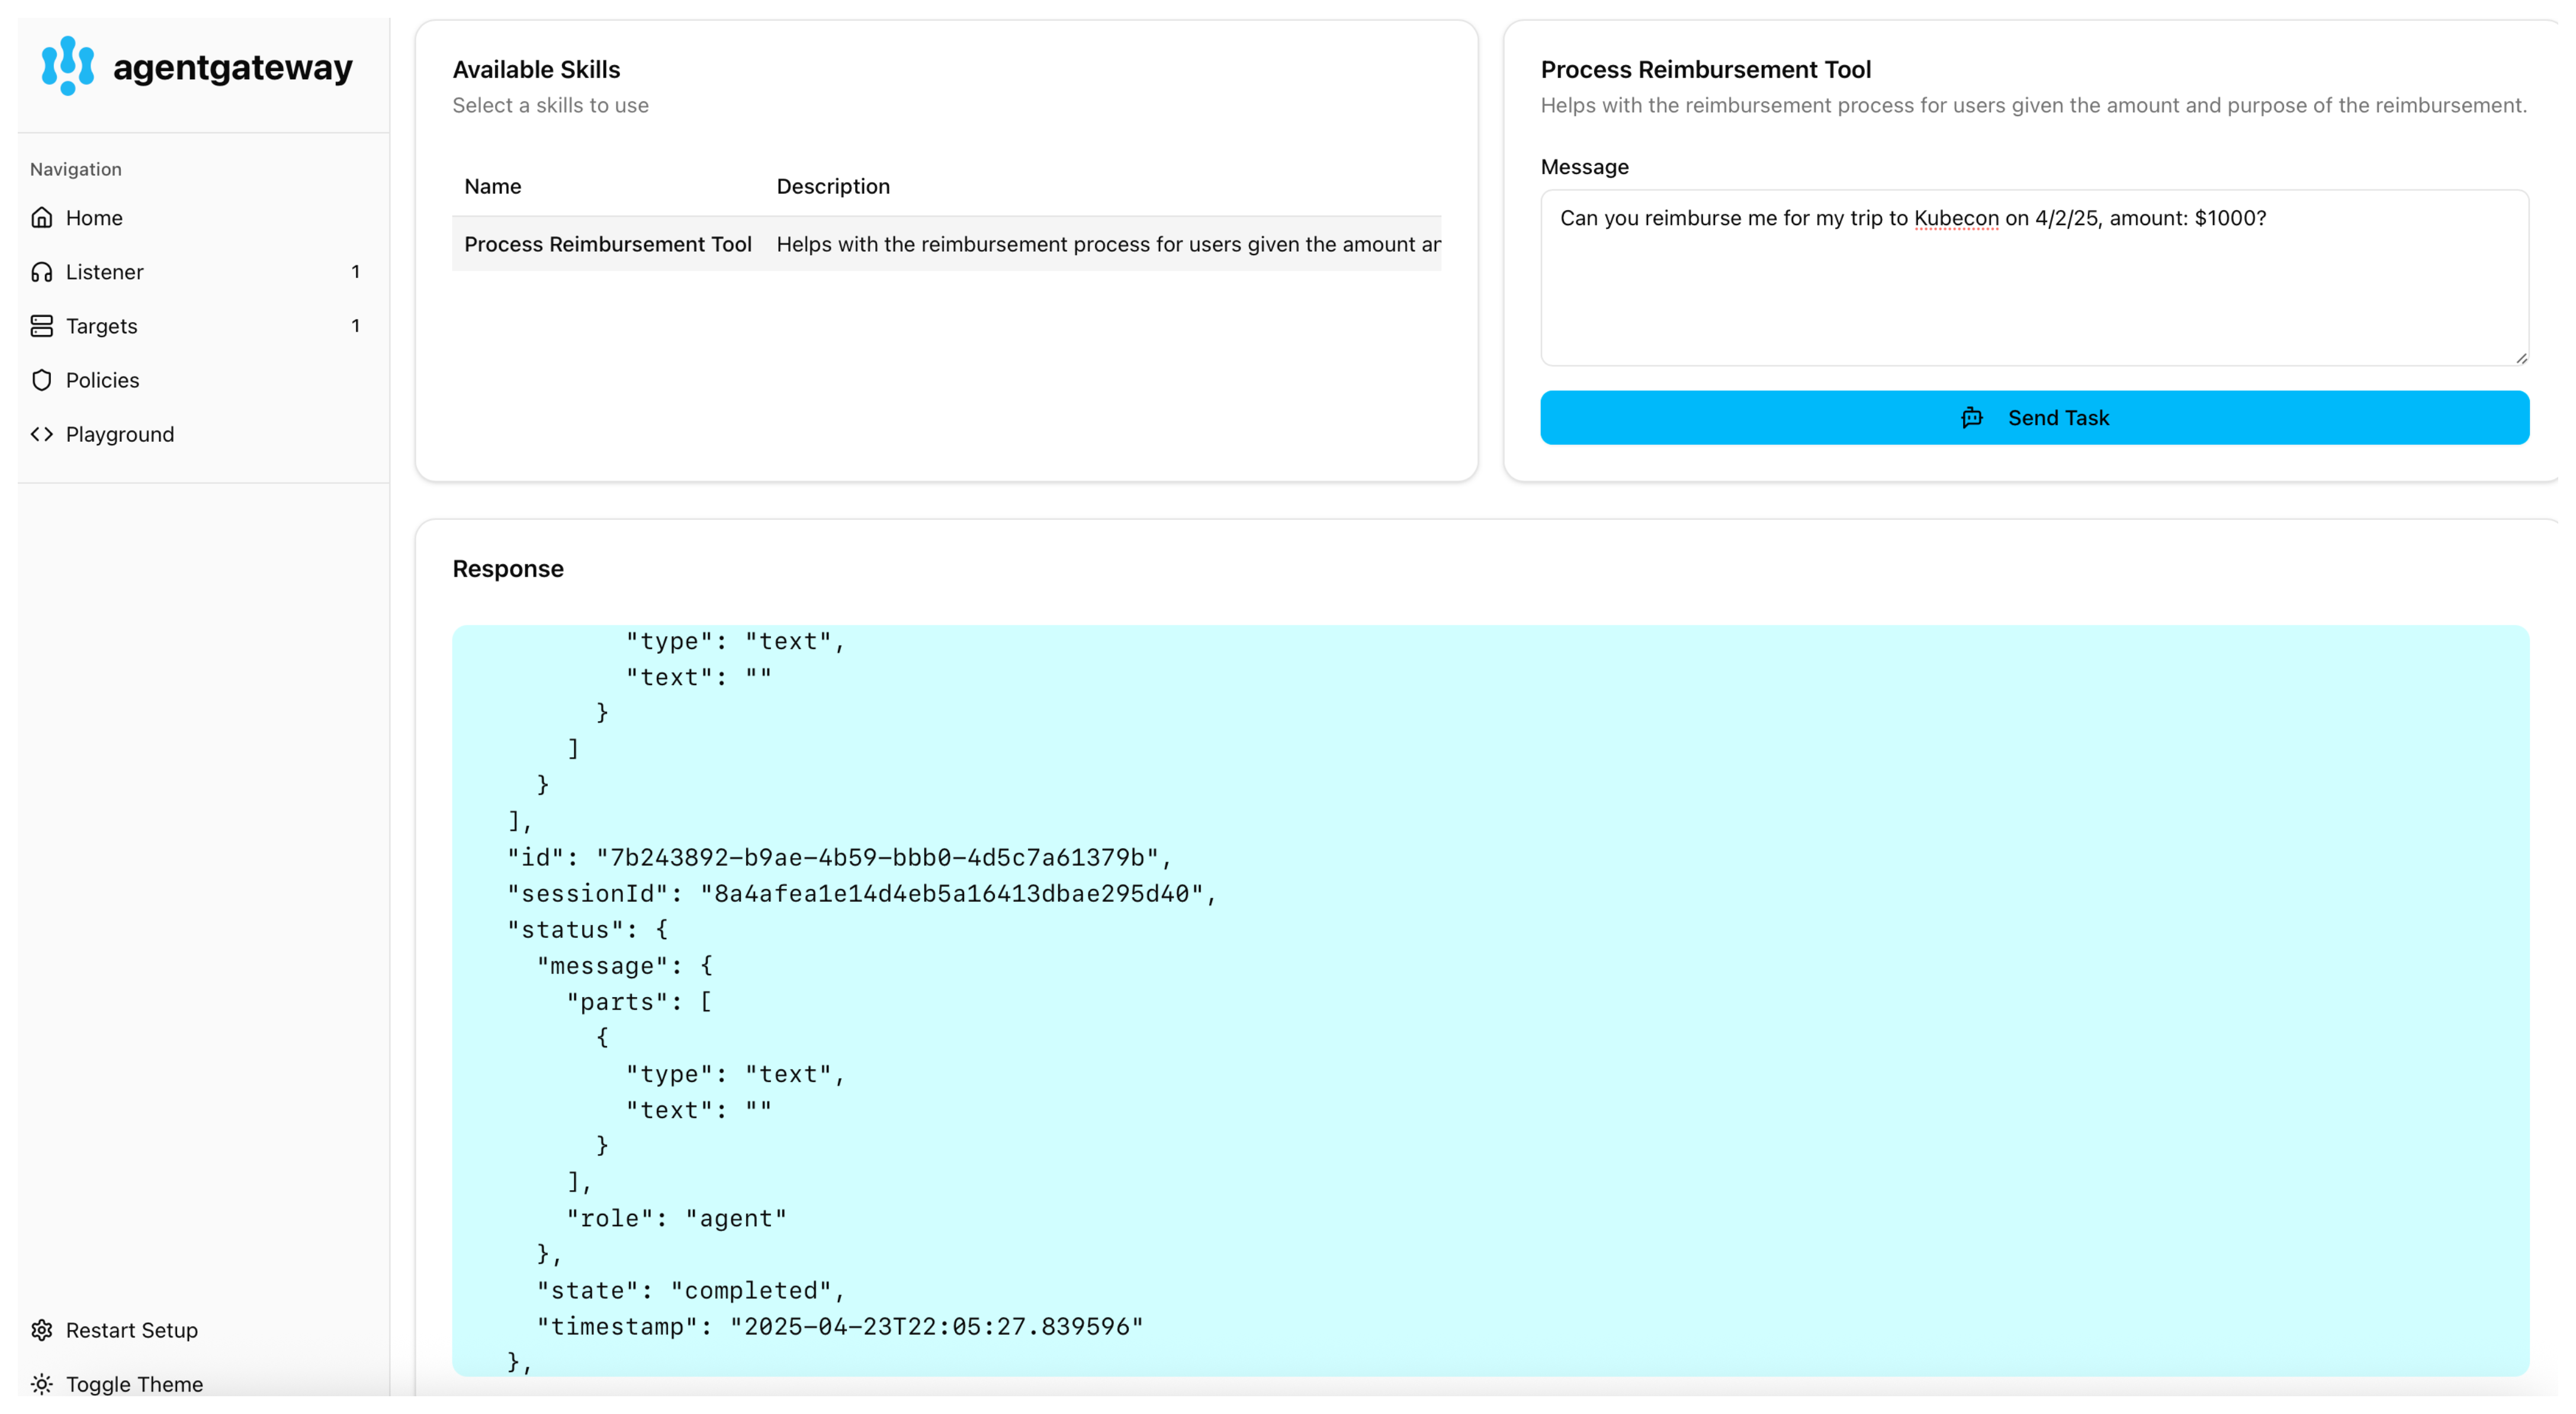 agentgateway
Navigation
Home
Listener 1
Targets 1
Policies
Playground
Restart Setup
Toggle Theme
Available Skills
Select a skills to use
Name Description
Process Reimbursement Tool Helps with the reimbursement process for users given the amount ar
Process Reimbursement Tool
Helps with the reimbursement process for users given the amount and purpose of the reimbursement.
Message
Can you reimburse me for my trip to Kubecon on 4/2/25, amount: $1000?
Send Task
Response
"type": "text",
"text": ""
}
]
}
],
"id": "7b243892-b9ae-4b59-bbb0-4d5c7a61379b",
"sessionId": "8a4afea1e14d4eb5a16413dbae295d40",
"status": {
"message": {
"parts": [
{
"type": "text",
"text": ""
}
],
"role": "agent"
},
"state": "completed",
"timestamp": "2025-04-23T22:05:27.839596"
},